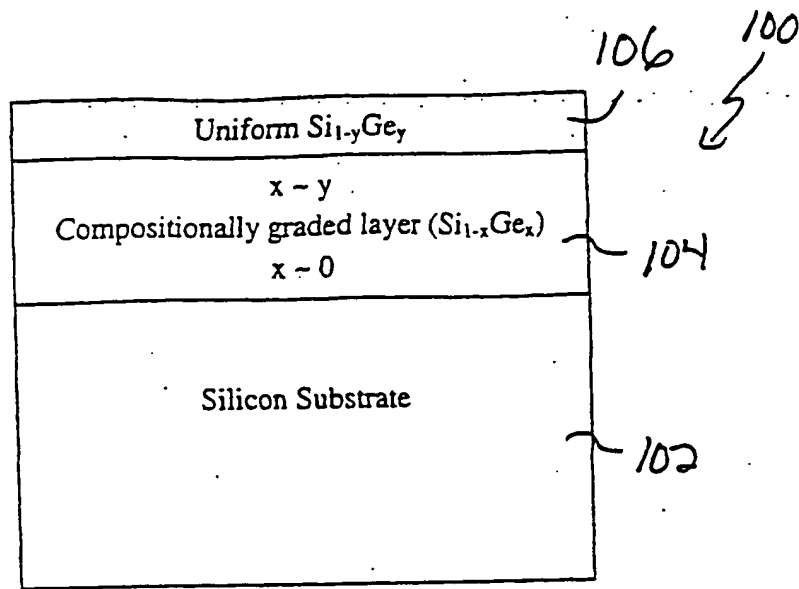 100
106
Uniform Si₁₋yGey
x ~ y
Compositionally graded layer (Si₁₋ₓGeₓ)
104
x ~ 0
Silicon Substrate
102